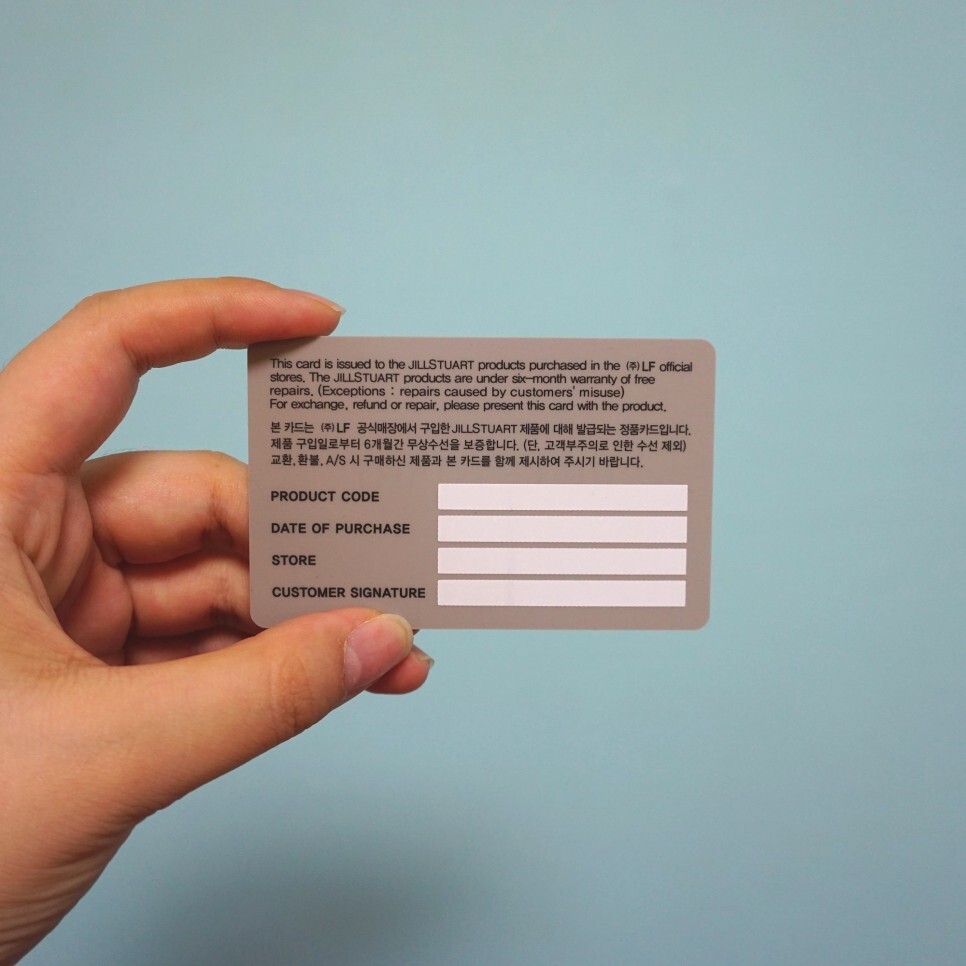 This card is issued to the JILLSTUART products purchased in the ㈜LF official
stores. The JILLSTUART products are under six-month warranty of free
repairs. (Exceptions : repairs caused by customers' misuse)
For exchange, refund or repair, please present this card with the product.
본 카드는 ㈜LF 공식매장에서 구입한 JILLSTUART 제품에 대해 발급되는 정품카드입니다.
제품 구입일로부터 6개월간 무상수선을 보증합니다. (단, 고객부주의로 인한 수선 제외)
교환, 환불, A/S 시 구매하신 제품과 본 카드를 함께 제시하여 주시기 바랍니다.
PRODUCT CODE
DATE OF PURCHASE
STORE
CUSTOMER SIGNATURE